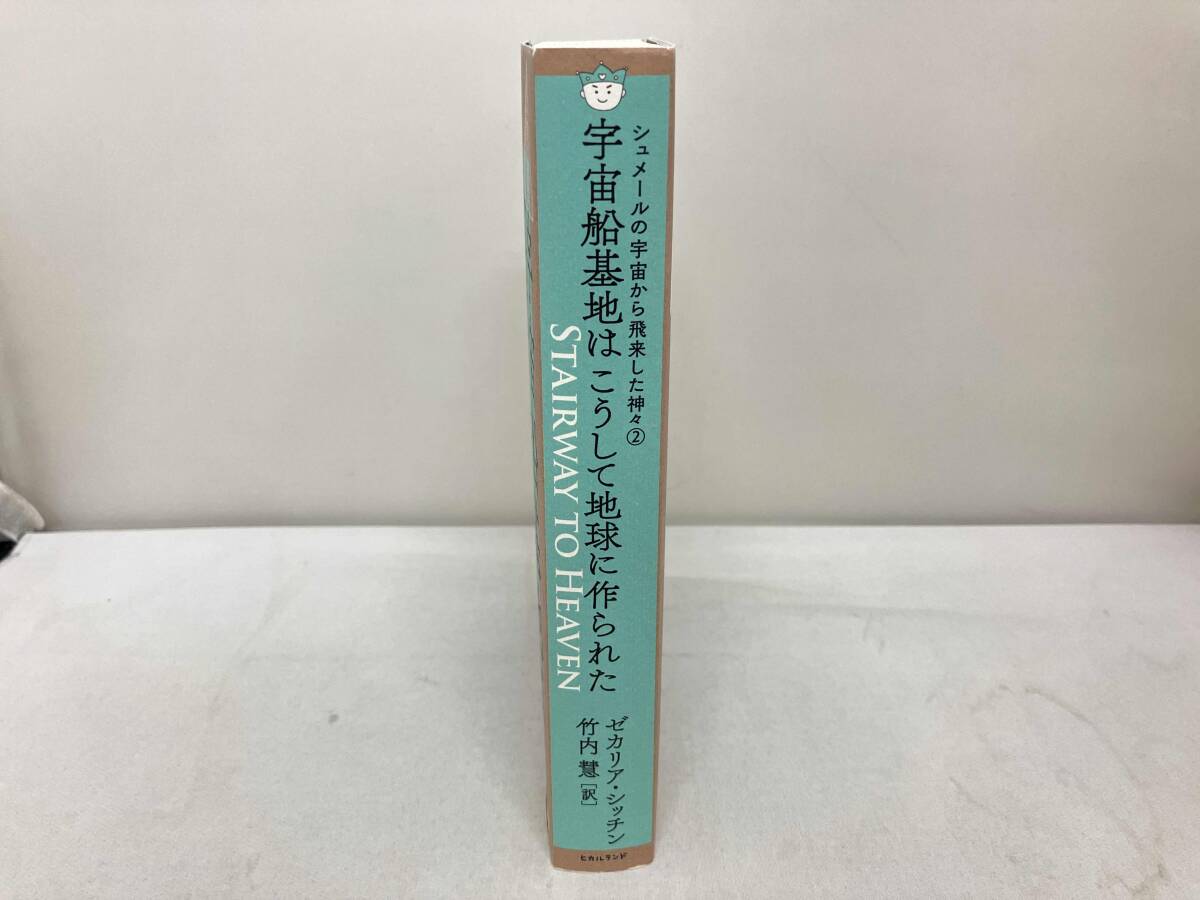 シュメールの宇宙から飛来した神々②
宇宙船基地はこうして地球に作られた
STAIRWAY TO HEAVEN
ゼカリア・シッチン
竹内 慧[訳]
ヒカルランド